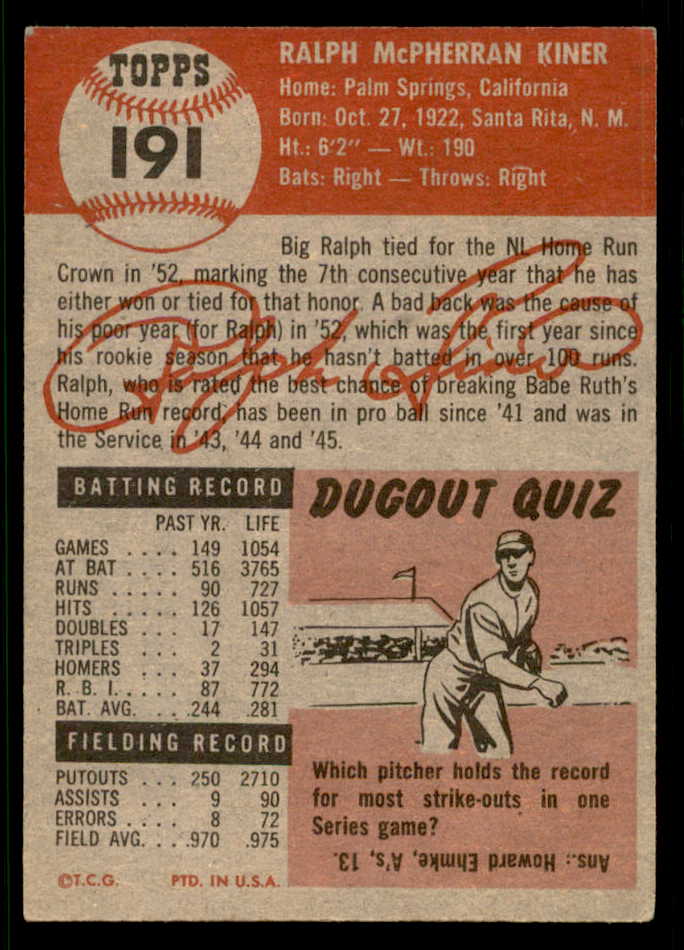 TOPPS
191
RALPH McPHERRAN KINER
Home: Palm Springs, California
Born: Oct. 27, 1922, Santa Rita, N. M.
Ht.: 6'2" — Wt.: 190
Bats: Right — Throws: Right
Big Ralph tied for the NL Home Run
Crown in '52, marking the 7th consecutive year that he has
either won or tied for that honor. A bad back was the cause of
his poor year (for Ralph) in '52, which was the first year since
his rookie season that he hasn't batted in over 100 runs.
Ralph, who is rated the best chance of breaking Babe Ruth's
Home Run record, has been in pro ball since '41 and was in
the Service in '43, '44 and '45.
Ralph Kiner
BATTING RECORD
PAST YR. LIFE
GAMES .... 149 1054
AT BAT .... 516 3765
RUNS ..... 90 727
HITS ..... 126 1057
DOUBLES ... 17 147
TRIPLES ... 2 31
HOMERS ... 37 294
R. B. I..... 87 772
BAT. AVG. ... .244 .281
FIELDING RECORD
PUTOUTS ... 250 2710
ASSISTS ... 9 90
ERRORS .... 8 72
FIELD AVG. ... .970 .975
©T.C.G. PTD. IN U.S.A.
DUGOUT QUIZ
Which pitcher holds the record
for most strike-outs in one
Series game?
Ans.: Howard Ehmke, A's, 13.